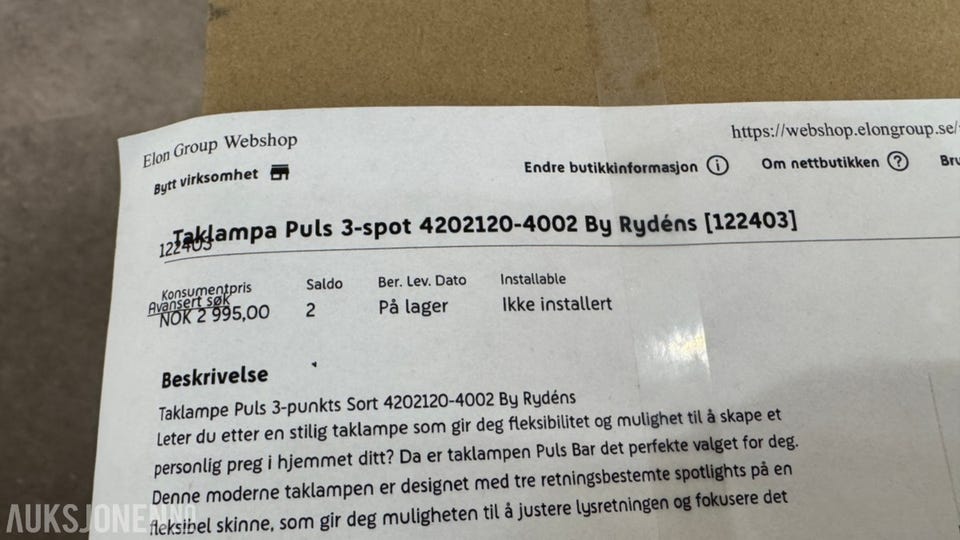 Elon Group Webshop
https://webshop.elongroup.se/
Bytt virksomhet
Endre butikkinformasjon
Om nettbutikken
Taklampa Puls 3-spot 4202120-4002 By Rydéns [122403]
122403
Konsumentpris Saldo Ber. Lev. Dato Installable
Avansert søk
NOK 2 995,00 2 På lager Ikke installert
Beskrivelse
Taklampe Puls 3-punkts Sort 4202120-4002 By Rydéns
Leter du etter en stilig taklampe som gir deg fleksibilitet og mulighet til å skape et
personlig preg i hjemmet ditt? Da er taklampen Puls Bar det perfekte valget for deg.
Denne moderne taklampen er designet med tre retningsbestemte spotlights på en
fleksibel skinne, som gir deg muligheten til å justere lysretningen og fokusere det
AUKSJONEN.NO